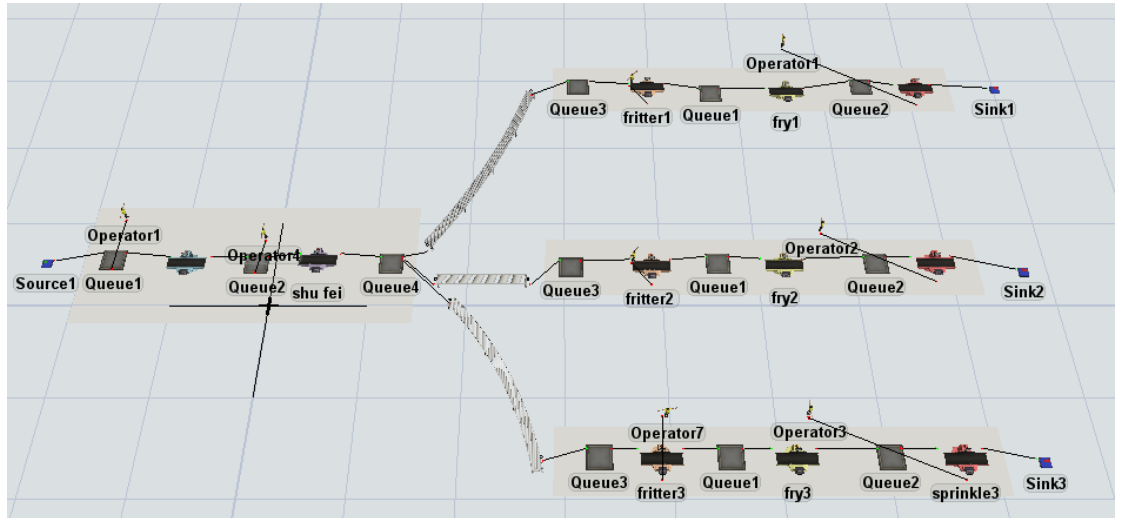 Operator1
Queue3
fritter1
Queue1
fry1
Queue2
Sink1
Operator1
Operator4
Source1
Queue1
Queue2
shu fei
Queue4
Operator2
Queue3
fritter2
Queue1
fry2
Queue2
Sink2
Operator7
Operator3
Queue3
fritter3
Queue1
fry3
Queue2
sprinkle3
Sink3